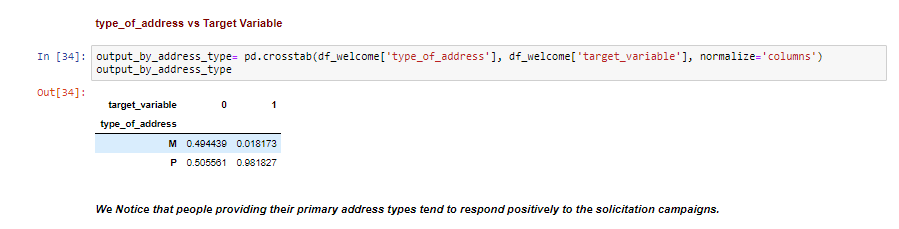 type_of_address vs Target Variable
In [34]: output_by_address_type= pd.crosstab(df_welcome['type_of_address'], df_welcome['target_variable'], normalize='columns')
output_by_address_type
Out[34]:
target_variable 0 1
type_of_address
M 0.494439 0.018173
P 0.505561 0.981827
We Notice that people providing their primary address types tend to respond positively to the solicitation campaigns.